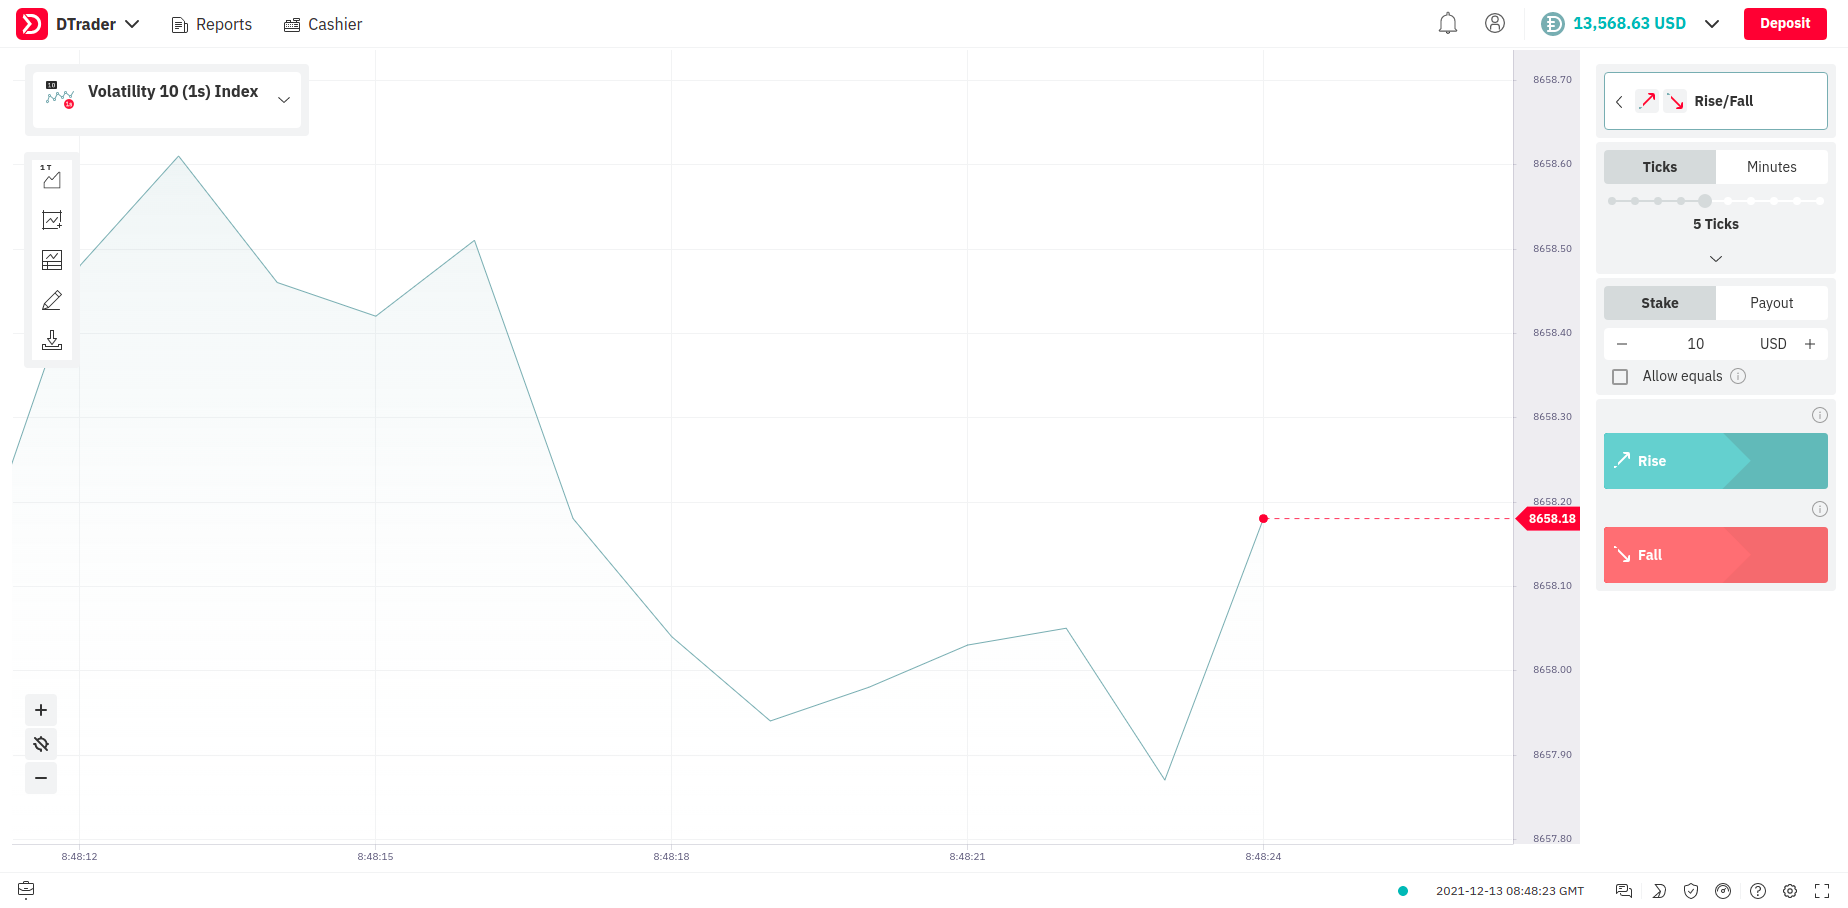 DTrader
Reports
Cashier
13,568.63 USD
Deposit
10
1s
Volatility 10 (1s) Index
1T
8658.70
8658.60
8658.50
8658.40
8658.30
8658.20
8658.18
8658.10
8658.00
8657.90
8657.80
8:48:12
8:48:15
8:48:18
8:48:21
8:48:24
Rise/Fall
Ticks
Minutes
5 Ticks
Stake
Payout
10
USD
Allow equals
Rise
Fall
2021-12-13 08:48:23 GMT